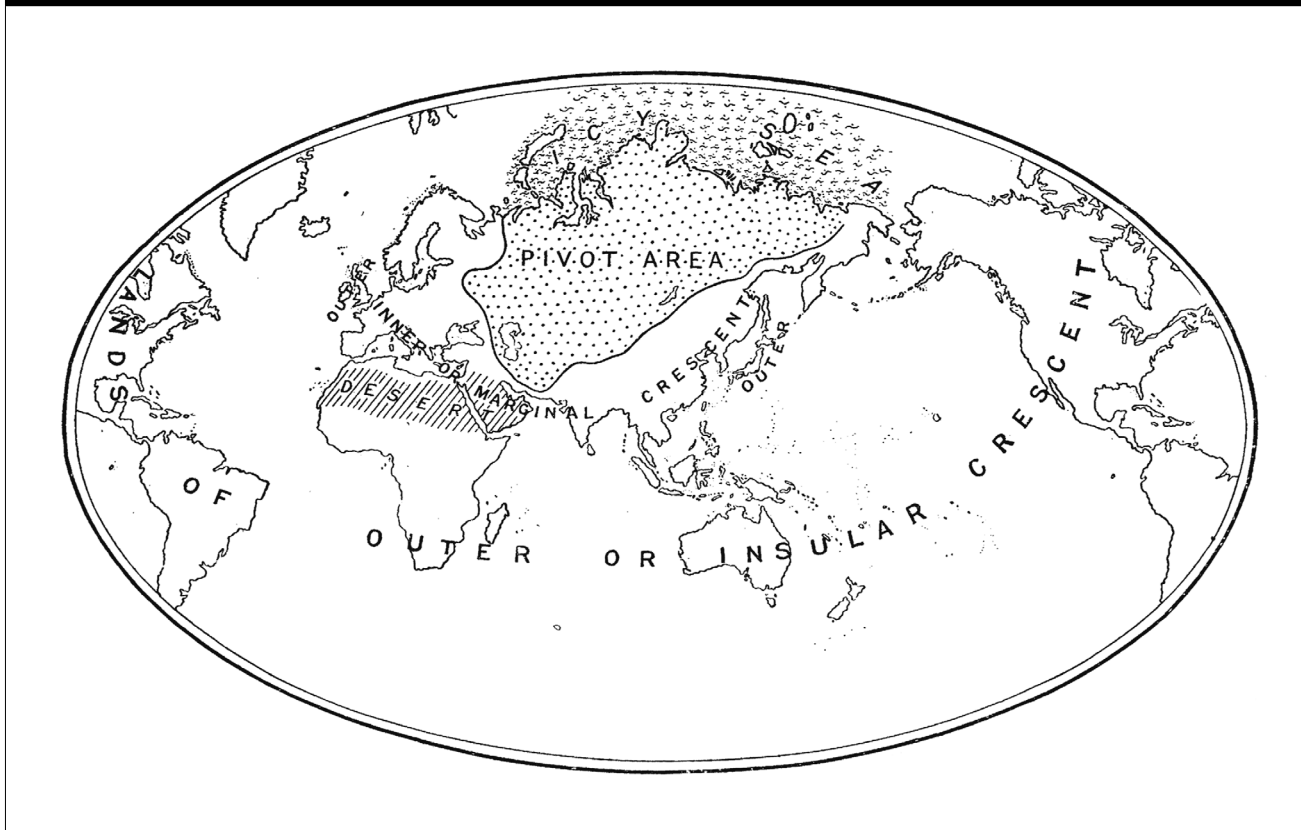 ICY SEA
PIVOT AREA
LANDS OF OUTER OR INSULAR CRESCENT
OUTER
INNER OR MARGINAL CRESCENT
OUTER
DESERT